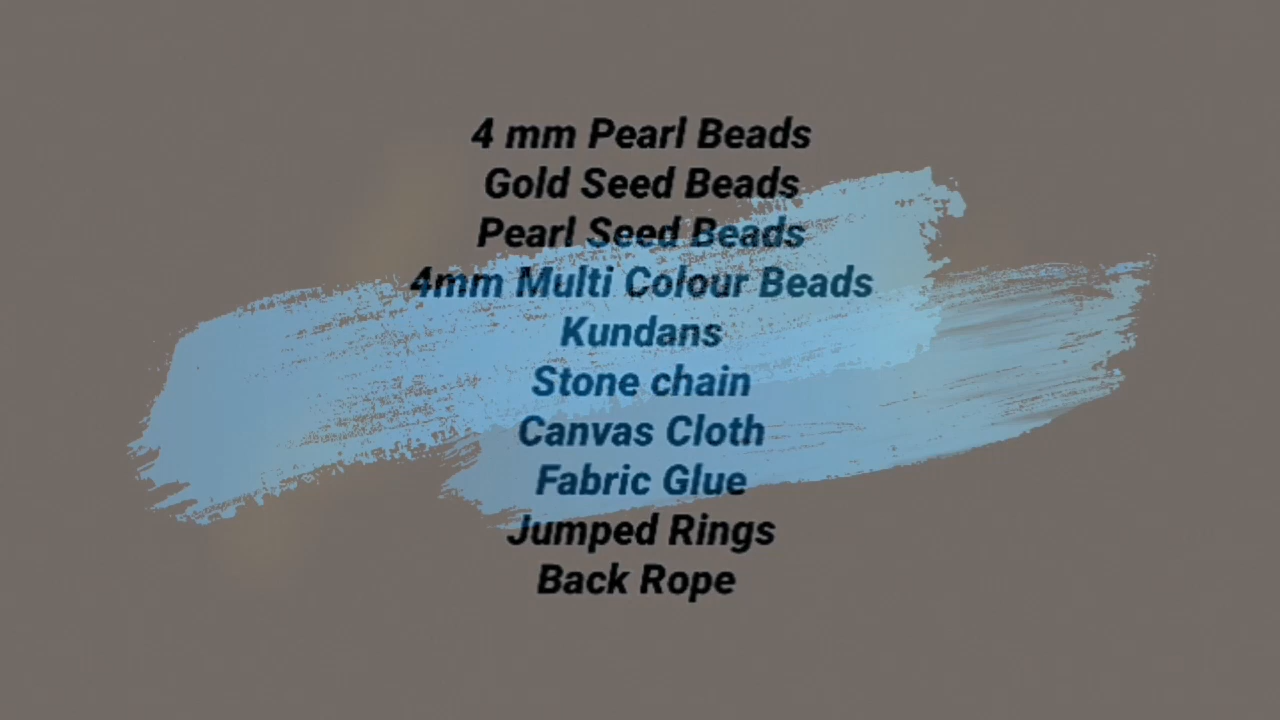 4 mm Pearl Beads
Gold Seed Beads
Pearl Seed Beads
4mm Multi Colour Beads
Kundans
Stone chain
Canvas Cloth
Fabric Glue
Jumped Rings
Back Rope